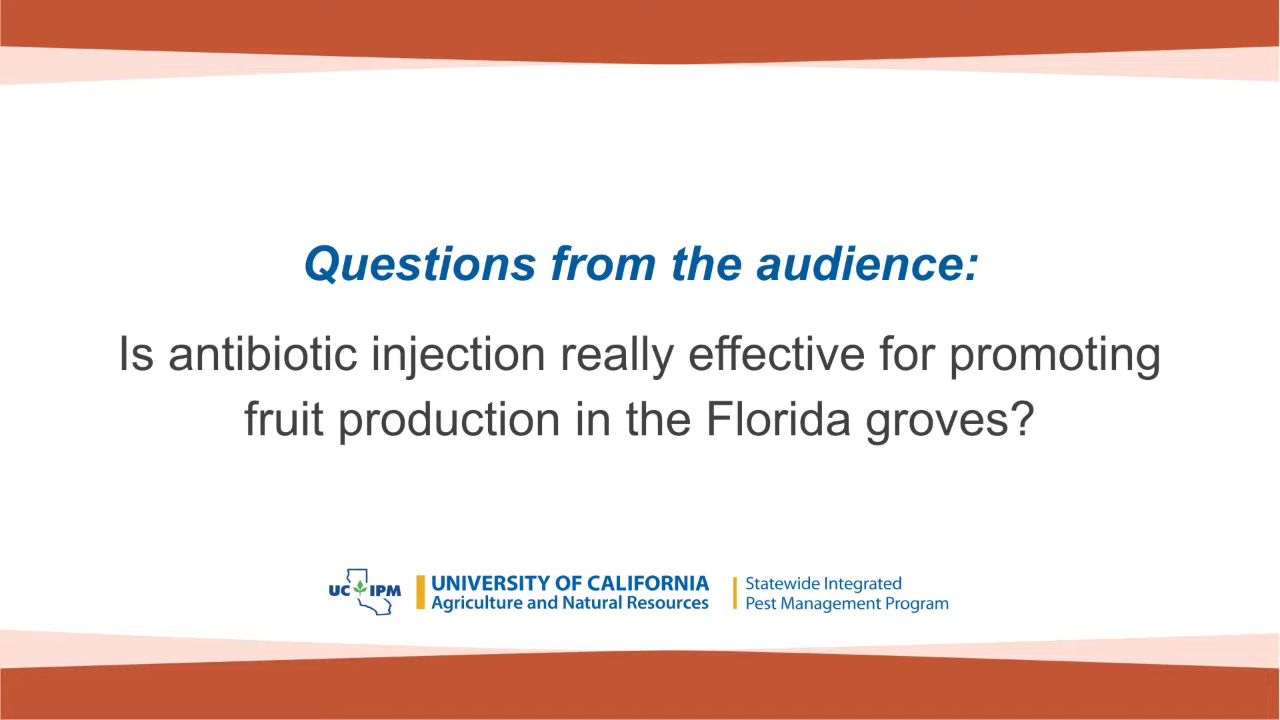 Questions from the audience:
Is antibiotic injection really effective for promoting
fruit production in the Florida groves?
UC IPM
UNIVERSITY OF CALIFORNIA
Agriculture and Natural Resources
Statewide Integrated
Pest Management Program